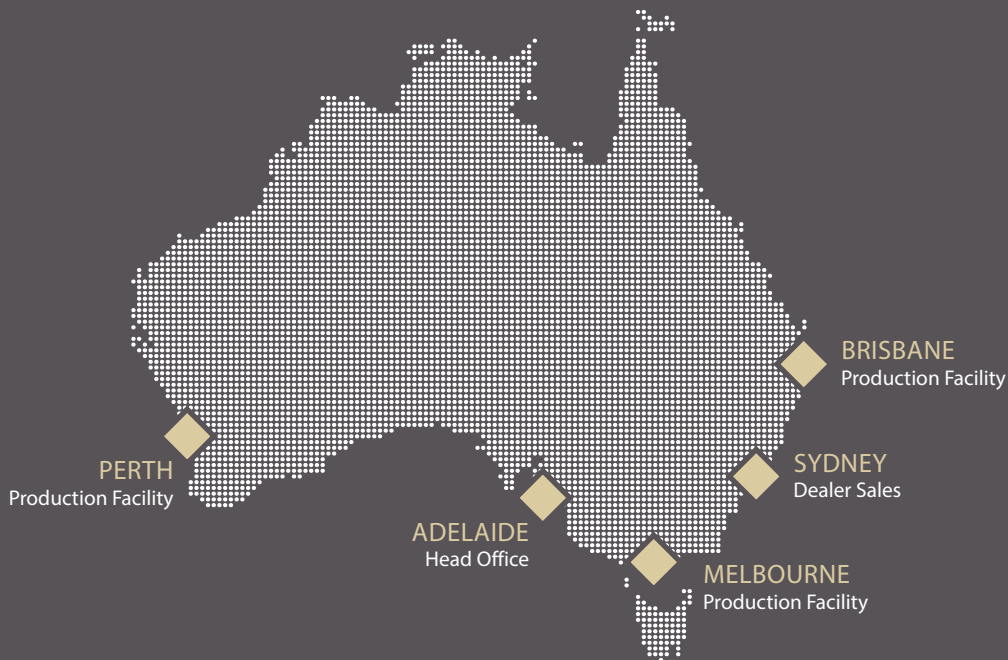 BRISBANE
Production Facility
SYDNEY
Dealer Sales
PERTH
Production Facility
ADELAIDE
Head Office
MELBOURNE
Production Facility